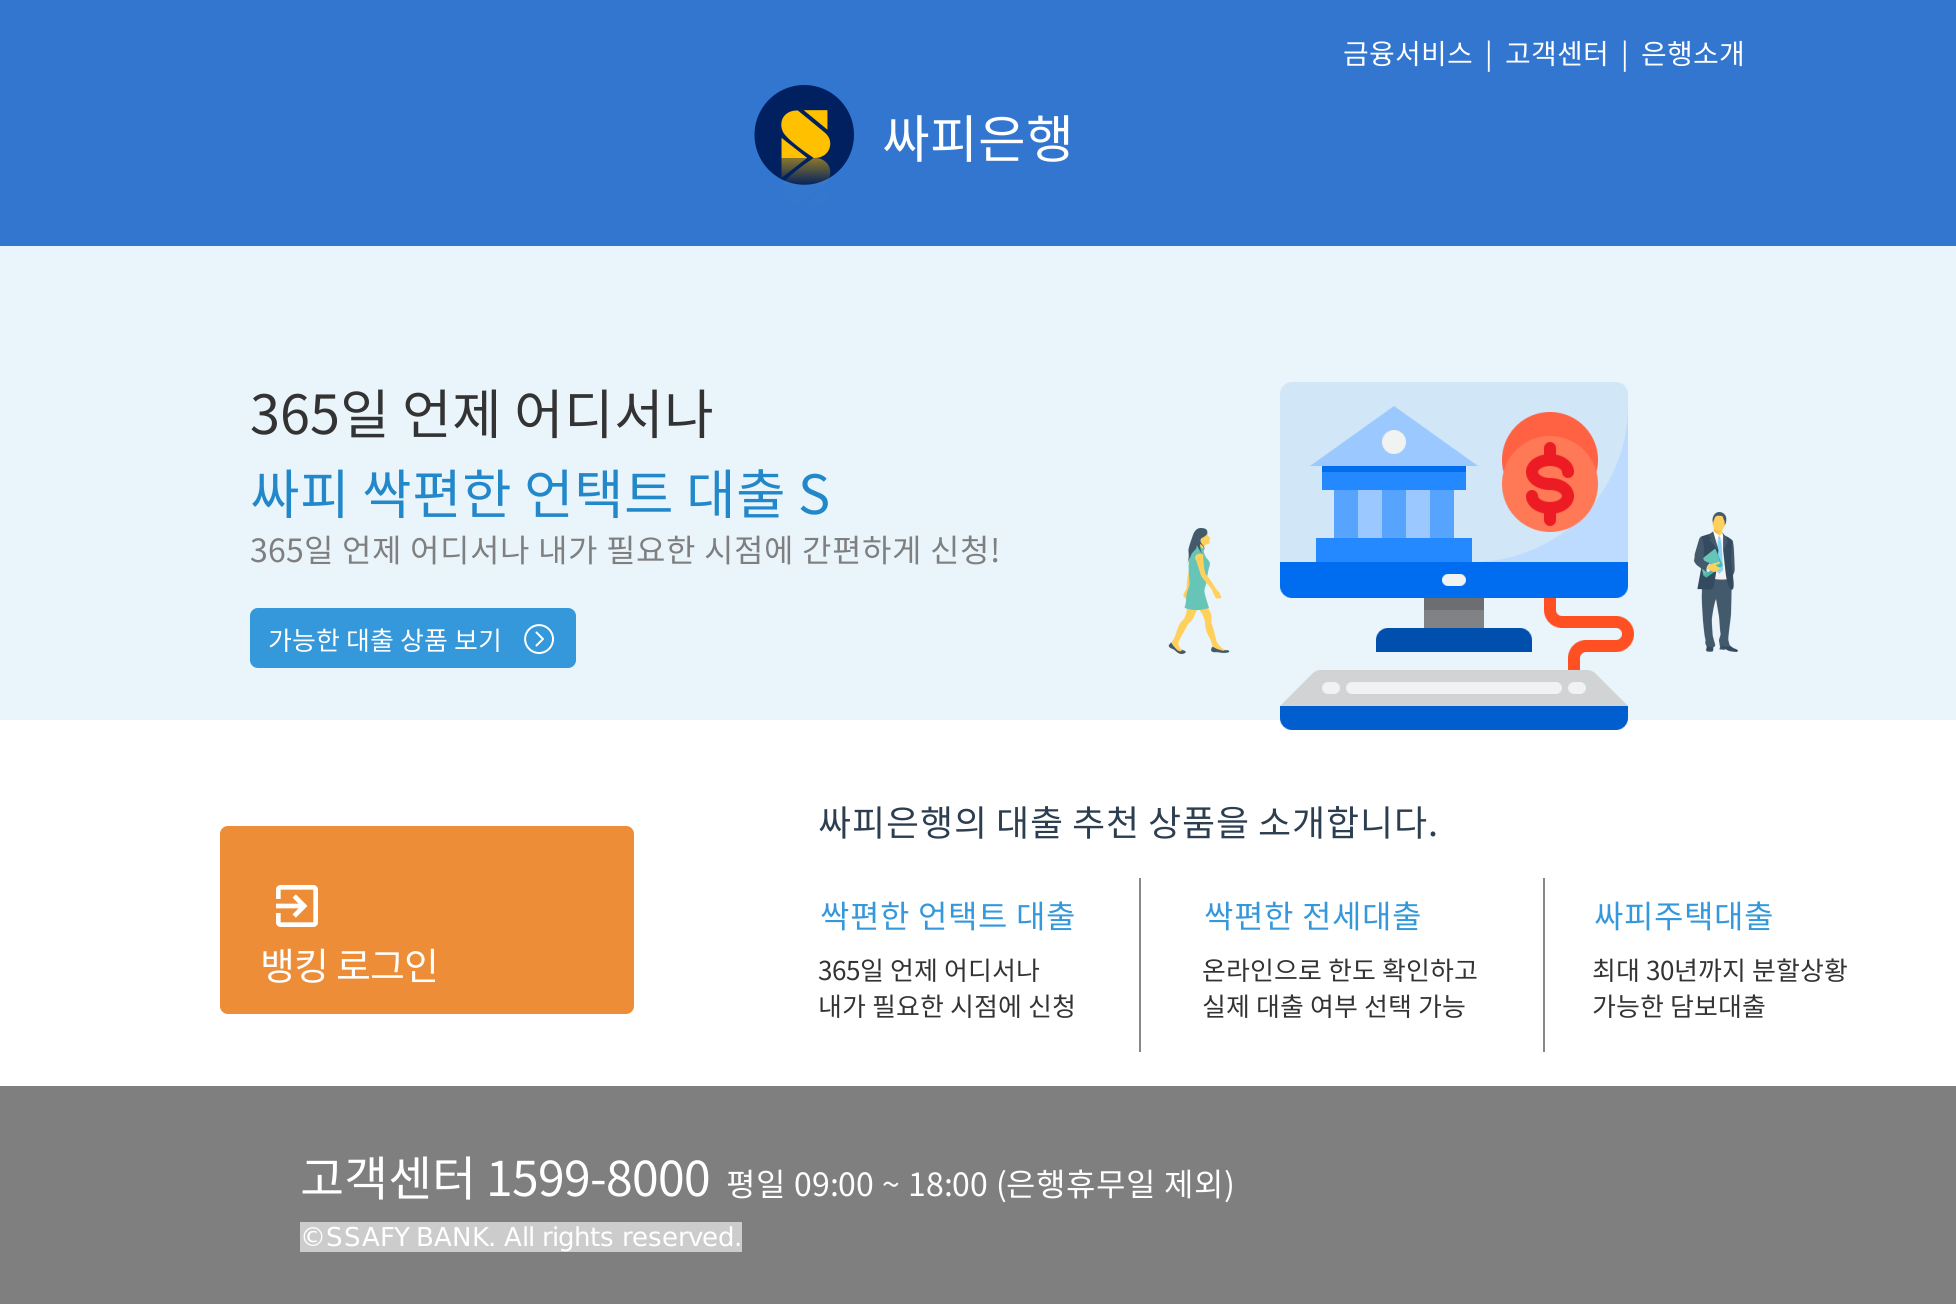 금융서비스 | 고객센터 | 은행소개
싸피은행
365일 언제 어디서나
싸피 싹편한 언택트 대출 S
365일 언제 어디서나 내가 필요한 시점에 간편하게 신청!
가능한 대출 상품 보기
뱅킹 로그인
싸피은행의 대출 추천 상품을 소개합니다.
싹편한 언택트 대출
365일 언제 어디서나
내가 필요한 시점에 신청
싹편한 전세대출
온라인으로 한도 확인하고
실제 대출 여부 선택 가능
싸피주택대출
최대 30년까지 분할상황
가능한 담보대출
고객센터 1599-8000 평일 09:00 ~ 18:00 (은행휴무일 제외)
©SSAFY BANK. All rights reserved.